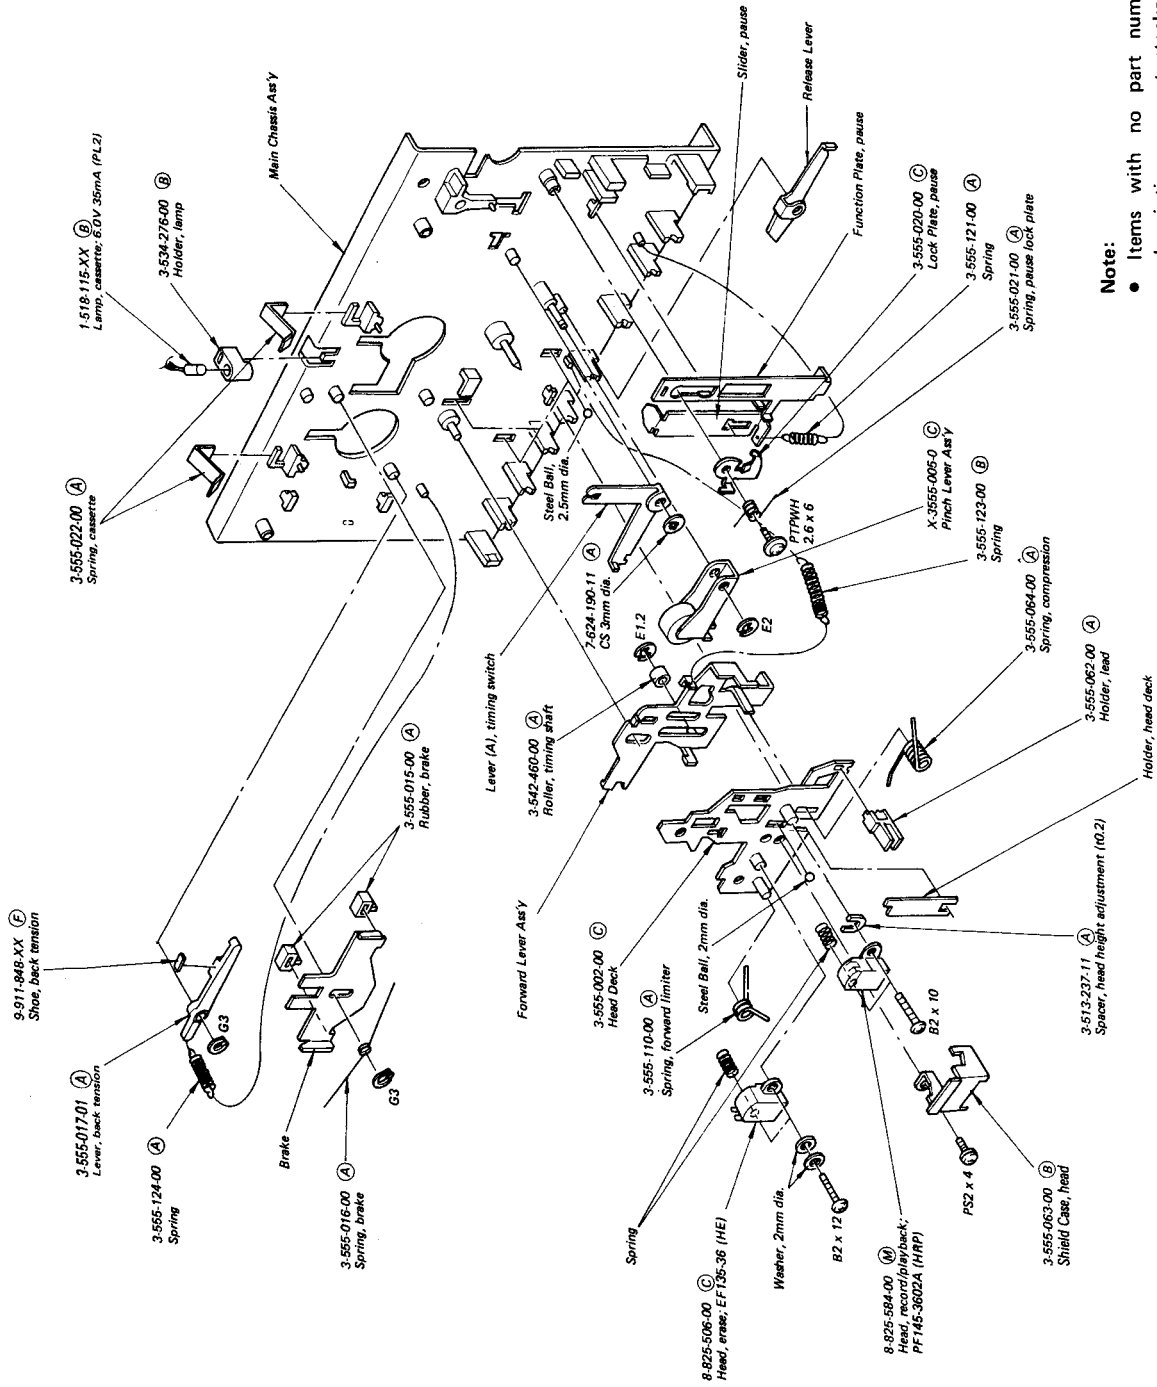 1-518-115-XX (B)
Lamp, cassette; 6.0V 35mA (PL2)
3-534-276-00 (B)
Holder, lamp
Main Chassis Ass'y
3-555-022-00 (A)
Spring, cassette
9-911-848-XX (F)
Shoe, back tension
3-555-017-01 (A)
Lever, back tension
G3
3-555-124-00 (A)
Spring
Brake
G3
3-555-016-00 (A)
Spring, brake
3-555-015-00 (A)
Rubber, brake
Steel Ball,
2.5mm dia.
Lever (A), timing switch
7-624-190-11 (A)
CS 3mm dia.
3-542-460-00 (A)
Roller, timing shaft
E1.2
E2
Forward Lever Ass'y
Slider, pause
Release Lever
Function Plate, pause
3-555-020-00 (C)
Lock Plate, pause
3-555-121-00 (A)
Spring
3-555-021-00 (A)
Spring, pause lock plate
PTPWH
2.6 x 6
X-3555-005-0 (C)
Pinch Lever Ass'y
3-555-123-00 (B)
Spring
3-555-064-00 (A)
Spring, compression
3-555-062-00 (A)
Holder, lead
Holder, head deck
3-555-002-00 (C)
Head Deck
Steel Ball, 2mm dia.
3-555-110-00 (A)
Spring, forward limiter
3-513-237-11 (A)
Spacer, head height adjustment (t0.2)
B2 x 10
Spring
8-825-506-00 (C)
Head, erase; EF135-36 (HE)
Washer, 2mm dia.
B2 x 12
8-825-584-00 (M)
Head, record/playback;
PF145-3602A (HRP)
PS2 x 4
3-555-063-00 (B)
Shield Case, head
Note:
• Items with no part num